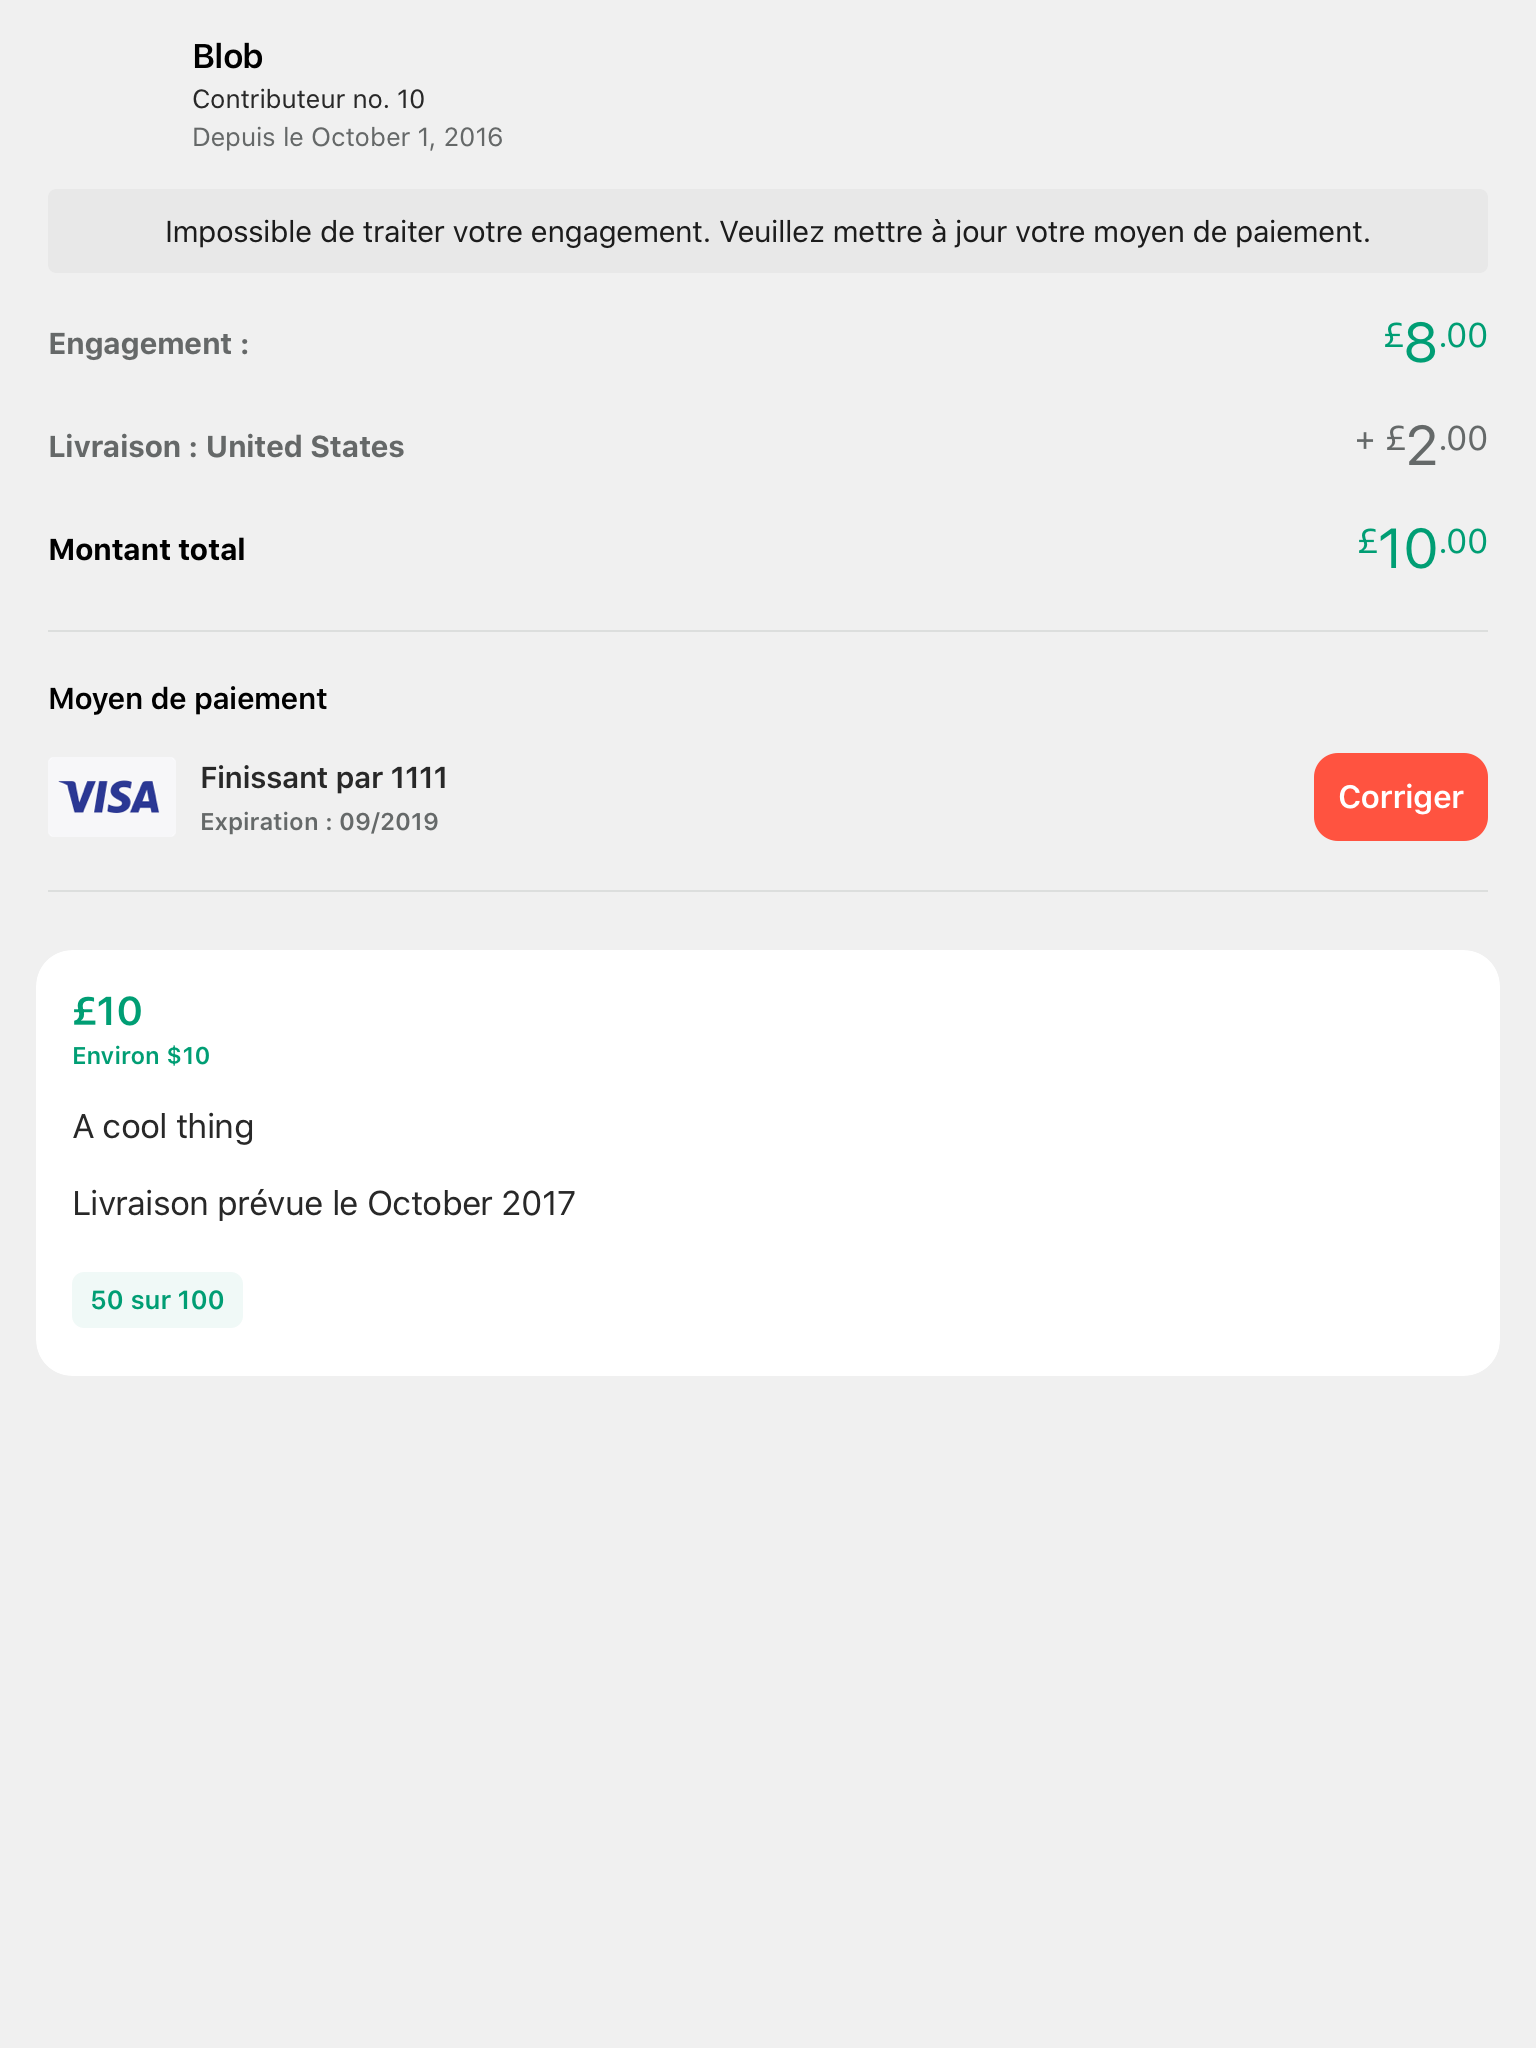 Blob
Contributeur no. 10
Depuis le October 1, 2016
Impossible de traiter votre engagement. Veuillez mettre à jour votre moyen de paiement.
Engagement : £8.00
Livraison : United States + £2.00
Montant total £10.00
Moyen de paiement
VISA Finissant par 1111
Expiration : 09/2019
Corriger
£10
Environ $10
A cool thing
Livraison prévue le October 2017
50 sur 100